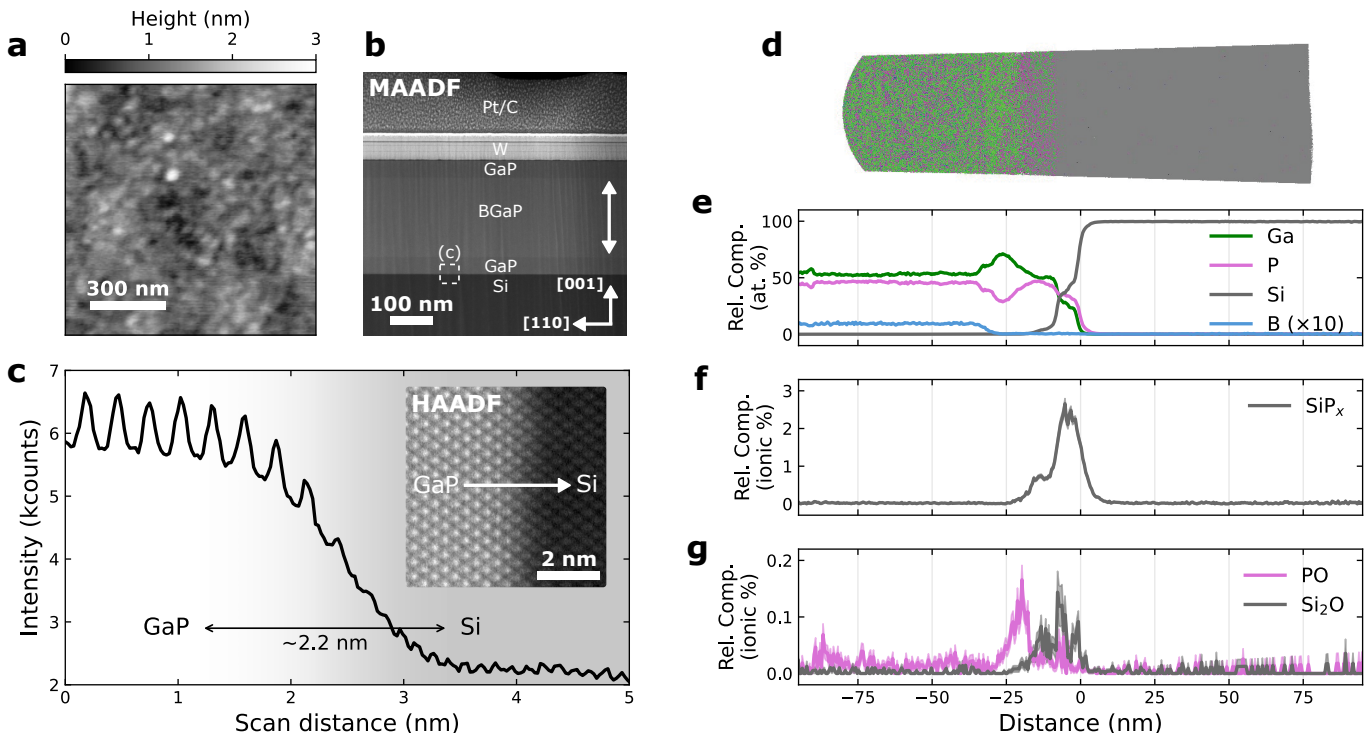 a
Height (nm)
0 1 2 3
300 nm
b
MAADF
Pt/C
W
GaP
BGaP
(c)
GaP
Si
[001]
[110]
100 nm
c
Intensity (kcounts)
7
6
5
4
3
2
HAADF
GaP
Si
2 nm
GaP
Si
~2.2 nm
0 1 2 3 4 5
Scan distance (nm)
d
e
Rel. Comp.
(at. %)
100
50
0
Ga
P
Si
B (×10)
f
Rel. Comp.
(ionic %)
3
2
1
0
SiPₓ
g
Rel. Comp.
(ionic %)
0.2
0.1
0.0
PO
Si₂O
−75 −50 −25 0 25 50 75
Distance (nm)